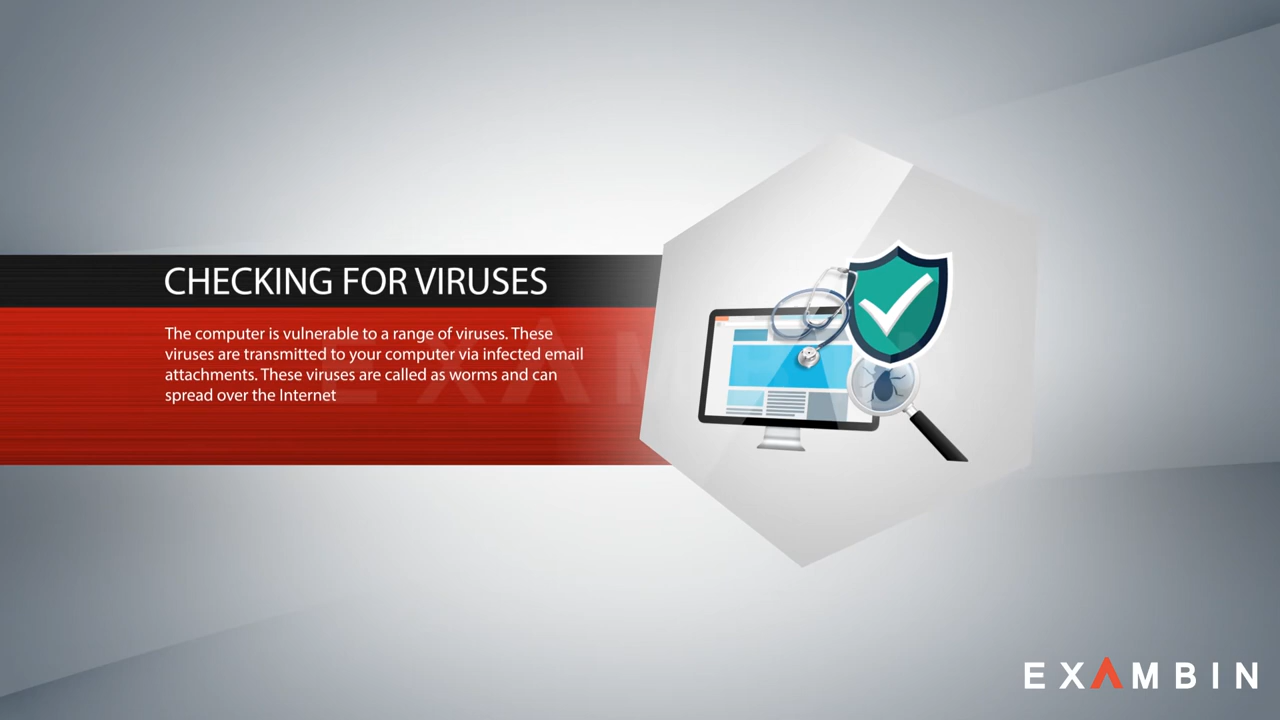 CHECKING FOR VIRUSES
The computer is vulnerable to a range of viruses. These
viruses are transmitted to your computer via infected email
attachments. These viruses are called as worms and can
spread over the Internet
EXAMBIN
EXAMBIN